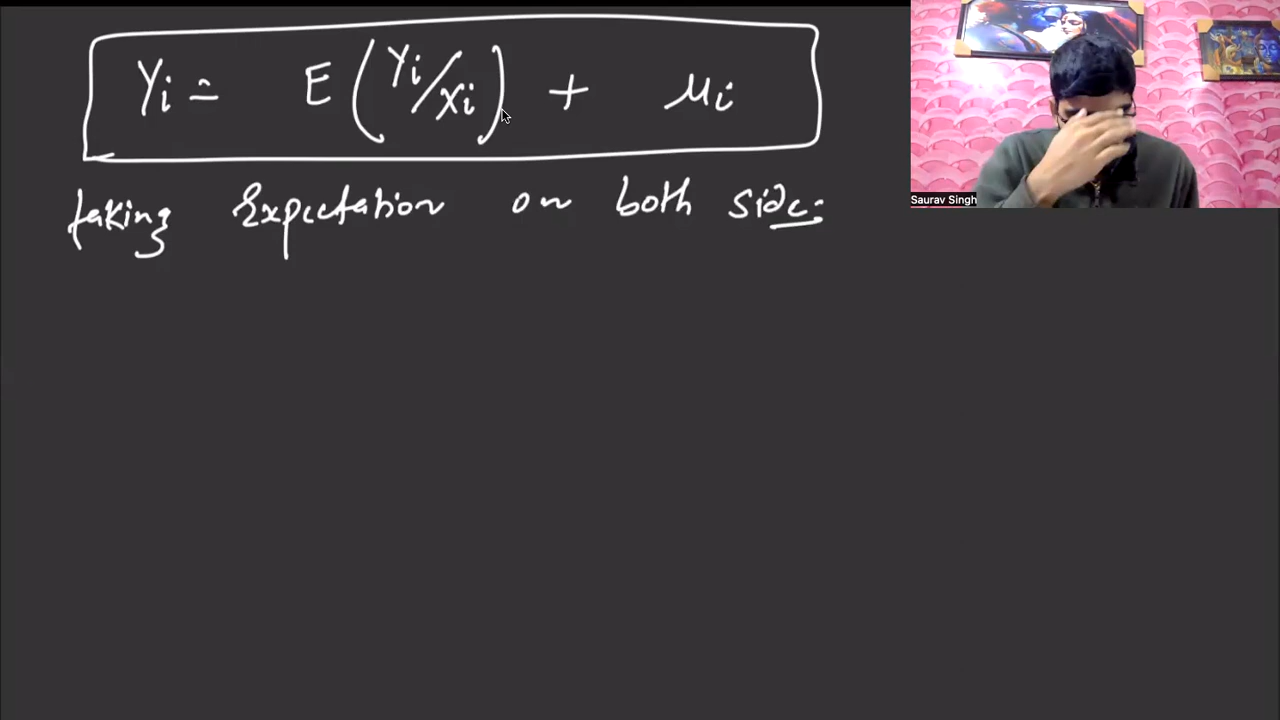 Yi = E(Yi/Xi) + μi
taking Expectation on both side:
Saurav Singh